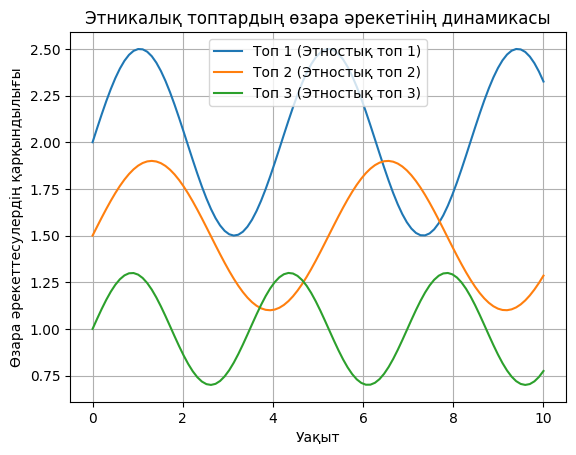 Этникалық топтардың өзара әрекетінің динамикасы
Топ 1 (Этностық топ 1)
Топ 2 (Этностық топ 2)
Топ 3 (Этностық топ 3)
Өзара әрекеттесулердің қарқындылығы
2.50
2.25
2.00
1.75
1.50
1.25
1.00
0.75
0 2 4 6 8 10
Уақыт